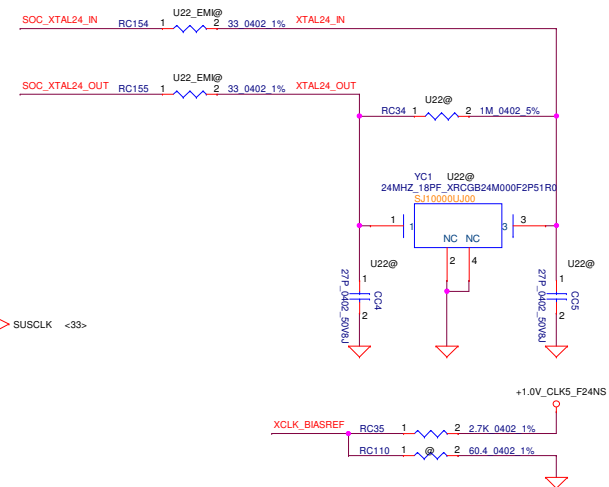 U22_EMI@
SOC_XTAL24_IN RC154 1 2 33_0402_1% XTAL24_IN
U22_EMI@
SOC_XTAL24_OUT RC155 1 2 33_0402_1% XTAL24_OUT
U22@
RC34 1 2 1M_0402_5%
YC1 U22@
24MHZ_18PF_XRCGB24M000F2P51R0
SJ10000UJ00
1 1 3 3
NC NC
2 4
U22@ U22@
1 1
27P_0402_50V8J CC4 27P_0402_50V8J CC5
2 2
SUSCLK <33>
+1.0V_CLK5_F24NS
XCLK_BIASREF RC35 1 2 2.7K_0402_1%
RC110 1 @ 2 60.4_0402_1%